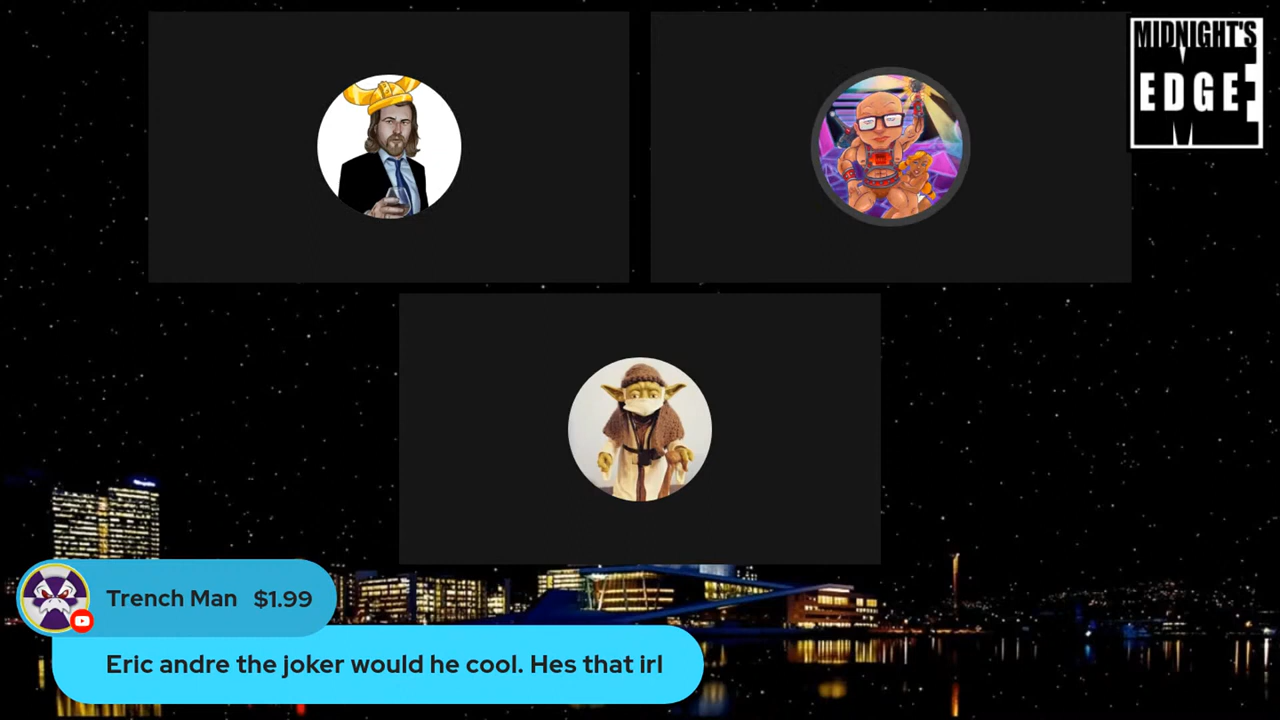 MIDNIGHT'S
EDGE
Trench Man $1.99
Eric andre the joker would he cool. Hes that irl